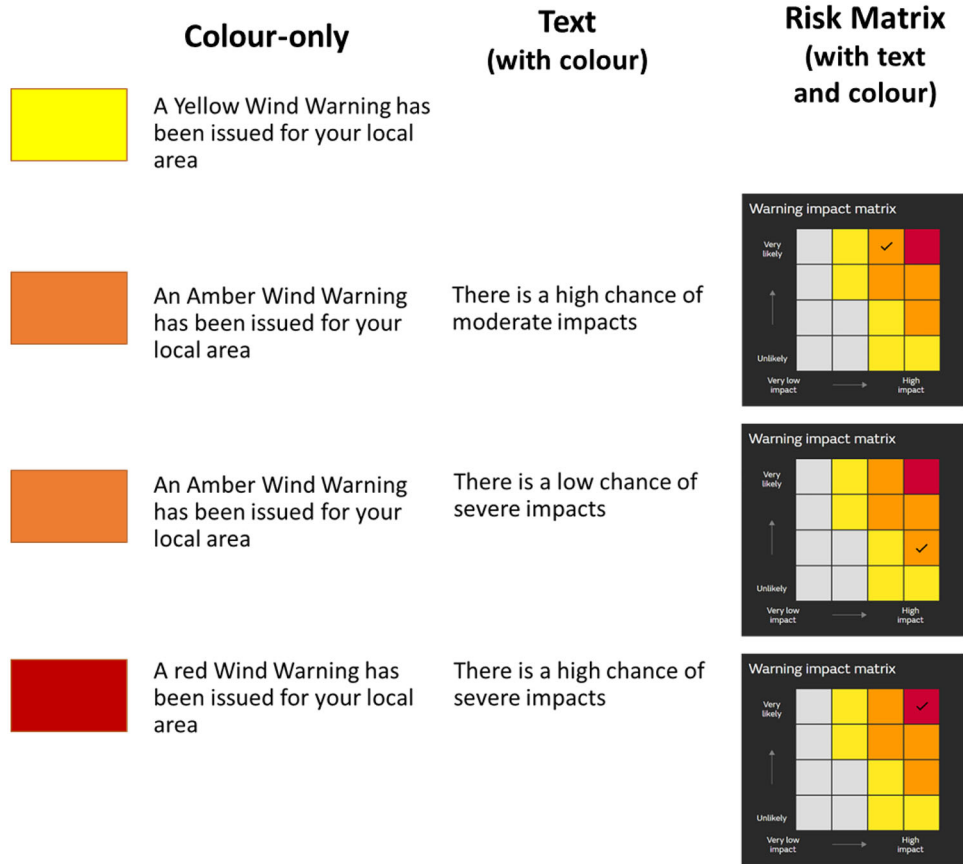 Colour-only
Text
(with colour)
Risk Matrix
(with text
and colour)
A Yellow Wind Warning has
been issued for your local
area
An Amber Wind Warning
has been issued for your
local area
There is a high chance of
moderate impacts
Warning impact matrix
Very
likely
Unlikely
Very low
impact
High
impact
An Amber Wind Warning
has been issued for your
local area
There is a low chance of
severe impacts
Warning impact matrix
Very
likely
Unlikely
Very low
impact
High
impact
A red Wind Warning has
been issued for your local
area
There is a high chance of
severe impacts
Warning impact matrix
Very
likely
Unlikely
Very low
impact
High
impact